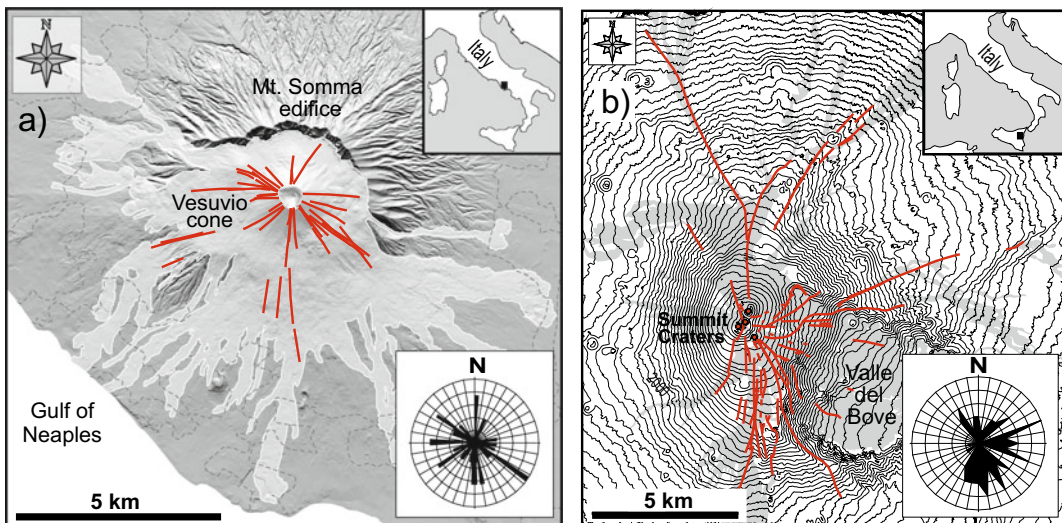 N
Italy
a)
Mt. Somma
edifice
Vesuvio
cone
Gulf of
Neaples
N
5 km
N
Italy
b)
Summit
Craters
Valle
del
Bove
N
5 km